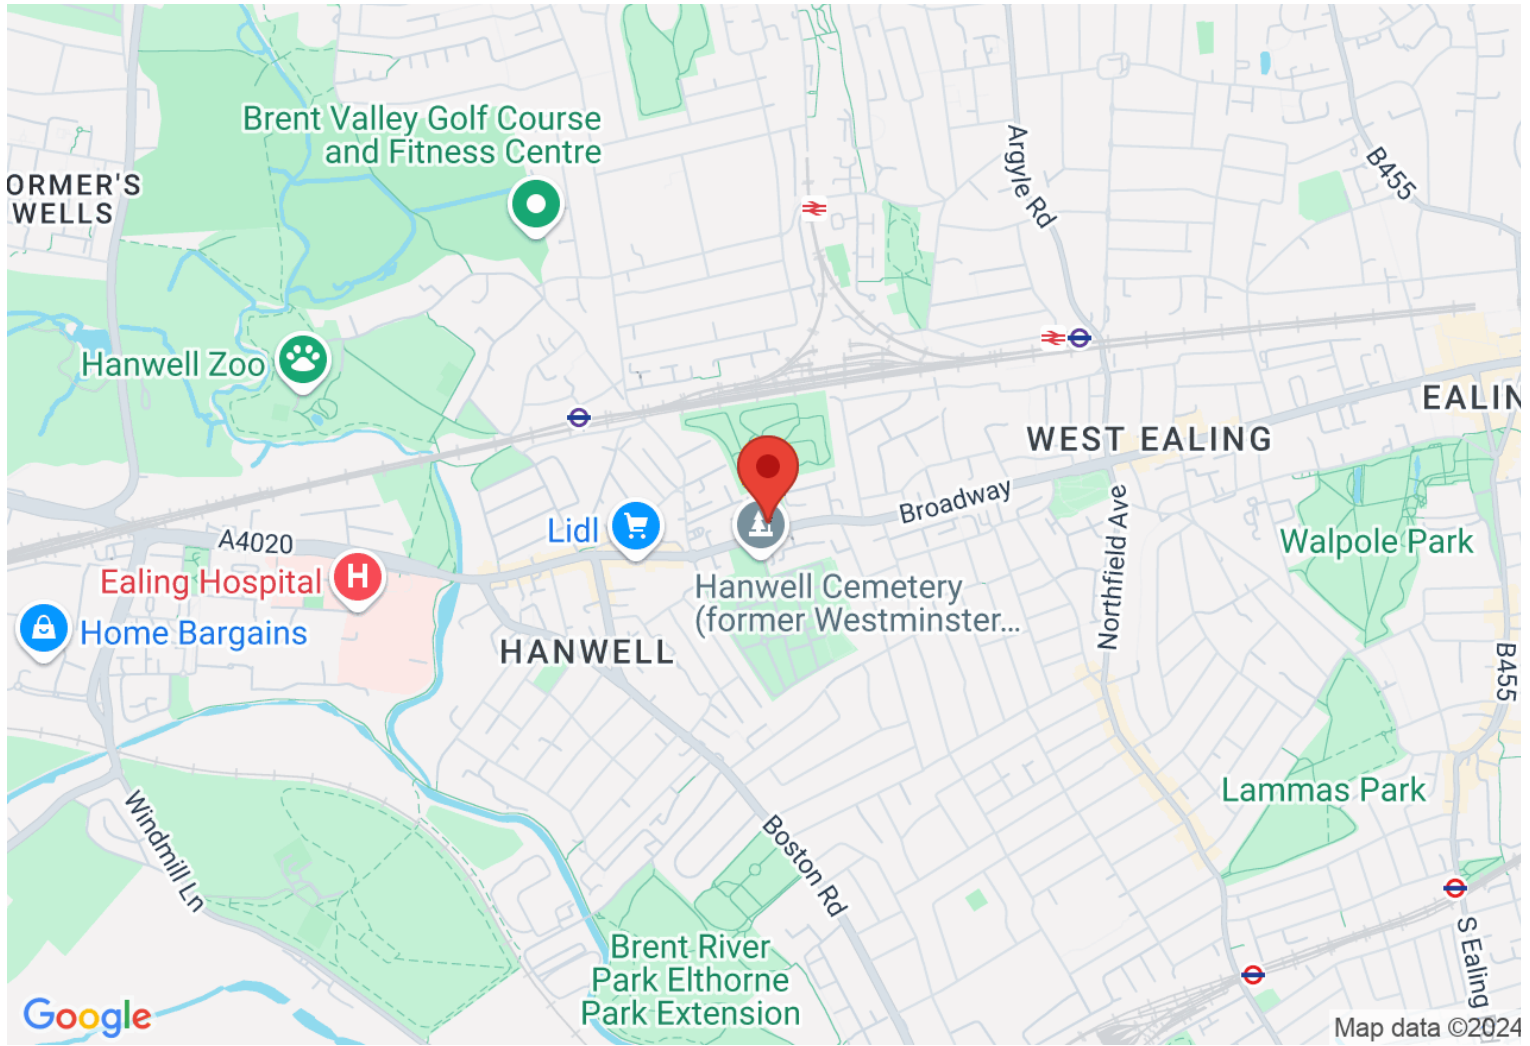 Brent Valley Golf Course
and Fitness Centre
Argyle Rd
B455
ORMER'S
WELLS
Hanwell Zoo
EALIN
WEST EALING
Broadway
Lidl
A4020
Ealing Hospital
H
Home Bargains
Hanwell Cemetery
(former Westminster...
Northfield Ave
Walpole Park
HANWELL
B455
Windmill Ln
Lammas Park
Boston Rd
Brent River
Park Elthorne
Park Extension
S Ealing
Google
Map data ©2024